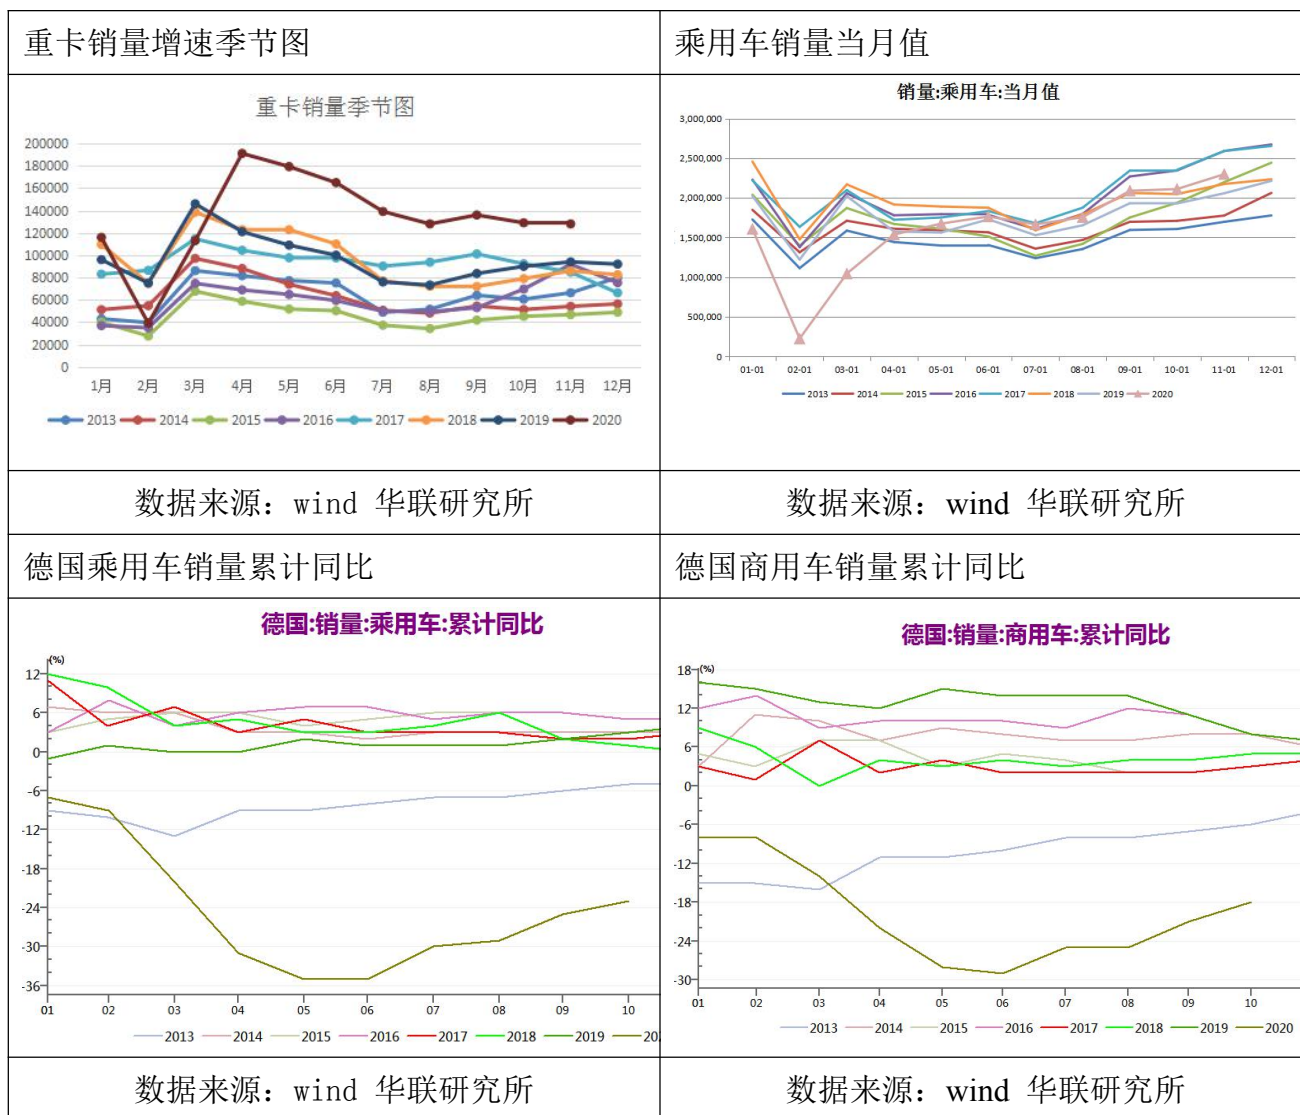 重卡销量增速季节图
乘用车销量当月值
重卡销量季节图
200000
180000
160000
140000
120000
100000
80000
60000
40000
20000
0
1月 2月 3月 4月 5月 6月 7月 8月 9月 10月 11月 12月
2013 2014 2015 2016 2017 2018 2019 2020
销量:乘用车:当月值
3,000,000
2,500,000
2,000,000
1,500,000
1,000,000
500,000
0
01-01 02-01 03-01 04-01 05-01 06-01 07-01 08-01 09-01 10-01 11-01 12-01
2013 2014 2015 2016 2017 2018 2019 2020
数据来源：wind 华联研究所
数据来源：wind 华联研究所
德国乘用车销量累计同比
德国商用车销量累计同比
德国:销量:乘用车:累计同比
(%)
12
6
0
-6
-12
-18
-24
-30
-36
01 02 03 04 05 06 07 08 09 10
2013 2014 2015 2016 2017 2018 2019 202
德国:销量:商用车:累计同比
(%)
18
12
6
0
-6
-12
-18
-24
-30
01 02 03 04 05 06 07 08 09 10
2013 2014 2015 2016 2017 2018 2019 2020
数据来源：wind 华联研究所
数据来源：wind 华联研究所